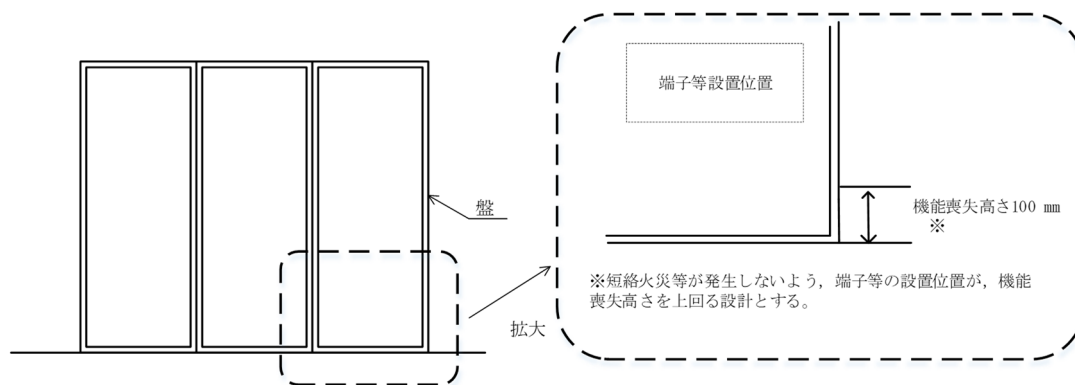 端子等設置位置
盤
機能喪失高さ100 mm
※
※短絡火災等が発生しないよう，端子等の設置位置が，機能
喪失高さを上回る設計とする。
拡大